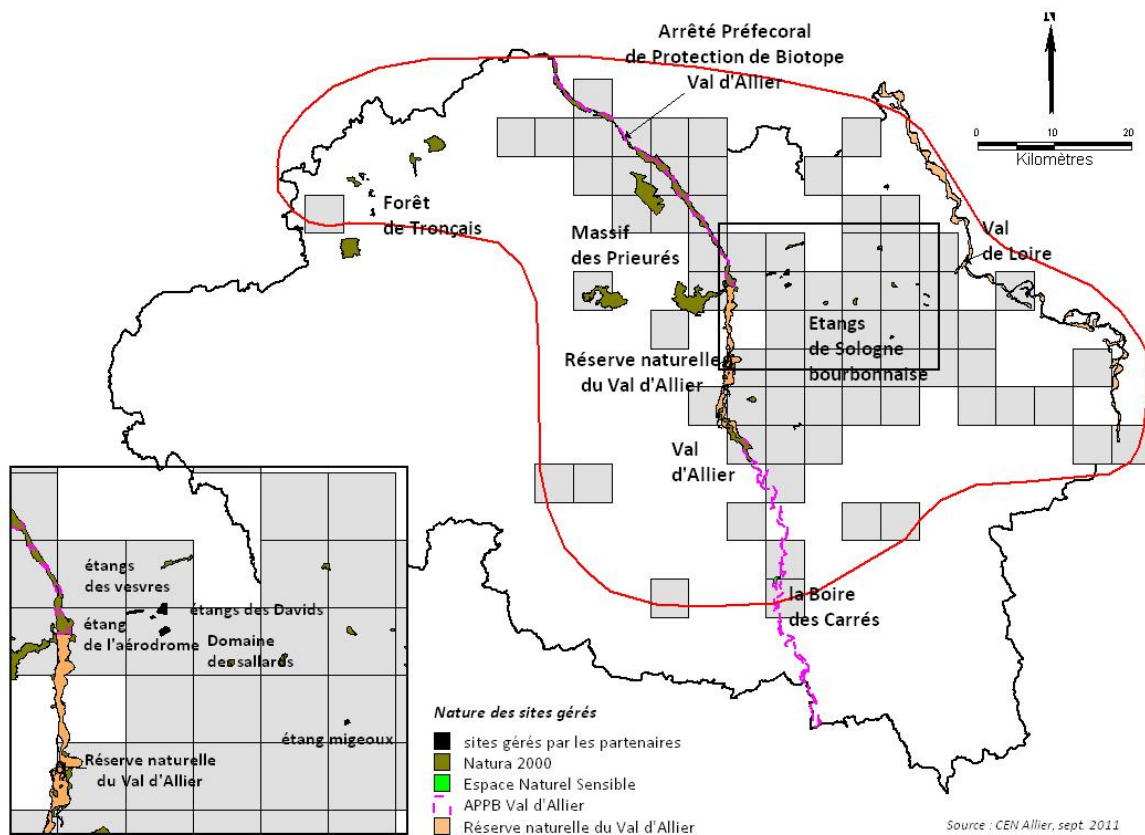 Arrêté Préfecoral
de Protection de Biotope
Val d'Allier
N
0 10 20
Kilomètres
Forêt
de Tronçais
Massif
des Prieurés
Val
de Loire
Etangs
de Sologne
bourbonnaise
Réserve naturelle
du Val d'Allier
Val
d'Allier
la Boire
des Carrés
étangs
des vesvres
étangs des Davids
étang
de l'aérodrome
Domaine
des sallards
étang migeoux
Réserve naturelle
du Val d'Allier
Nature des sites gérés
sites gérés par les partenaires
Natura 2000
Espace Naturel Sensible
APPB Val d'Allier
Réserve naturelle du Val d'Allier
Source : CEN Allier, sept. 2011